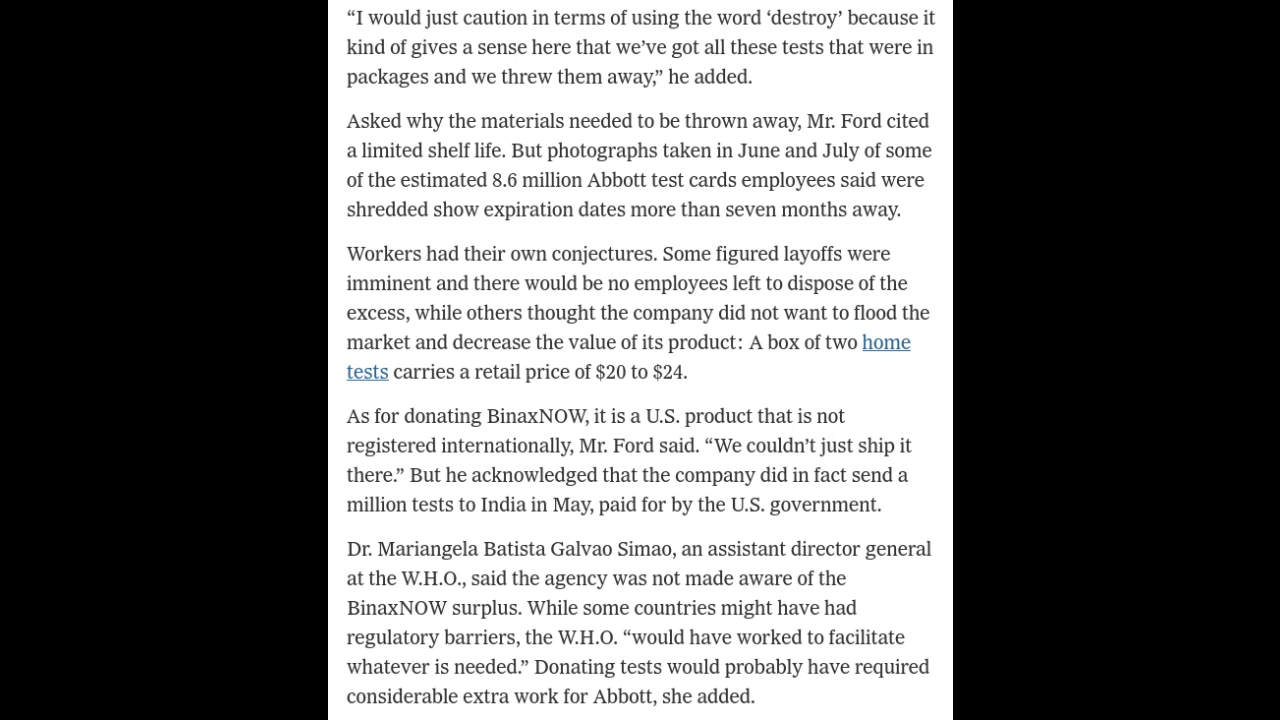 “I would just caution in terms of using the word ‘destroy’ because it
kind of gives a sense here that we’ve got all these tests that were in
packages and we threw them away,” he added.
Asked why the materials needed to be thrown away, Mr. Ford cited
a limited shelf life. But photographs taken in June and July of some
of the estimated 8.6 million Abbott test cards employees said were
shredded show expiration dates more than seven months away.
Workers had their own conjectures. Some figured layoffs were
imminent and there would be no employees left to dispose of the
excess, while others thought the company did not want to flood the
market and decrease the value of its product: A box of two home
tests carries a retail price of $20 to $24.
As for donating BinaxNOW, it is a U.S. product that is not
registered internationally, Mr. Ford said. “We couldn’t just ship it
there.” But he acknowledged that the company did in fact send a
million tests to India in May, paid for by the U.S. government.
Dr. Mariangela Batista Galvao Simao, an assistant director general
at the W.H.O., said the agency was not made aware of the
BinaxNOW surplus. While some countries might have had
regulatory barriers, the W.H.O. “would have worked to facilitate
whatever is needed.” Donating tests would probably have required
considerable extra work for Abbott, she added.